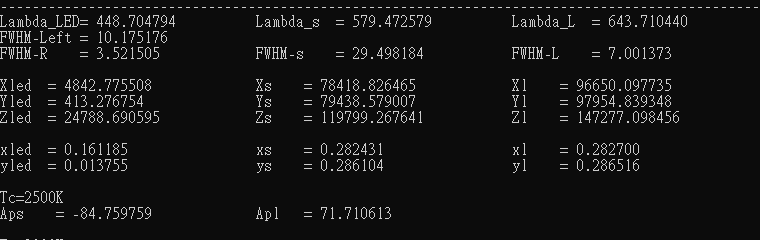 Lambda_LED= 448.704794 Lambda_s = 579.472579 Lambda_L = 643.710440
FWHM-Left = 10.175176
FWHM-R = 3.521505 FWHM-s = 29.498184 FWHM-L = 7.001373
Xled = 4842.775508 Xs = 78418.826465 Xl = 96650.097735
Yled = 413.276754 Ys = 79438.579007 Yl = 97954.839348
Zled = 24788.690595 Zs = 119799.267641 Zl = 147277.098456
xled = 0.161185 xs = 0.282431 xl = 0.282700
yled = 0.013755 ys = 0.286104 yl = 0.286516
Tc=2500K
Aps = -84.759759 Apl = 71.710613